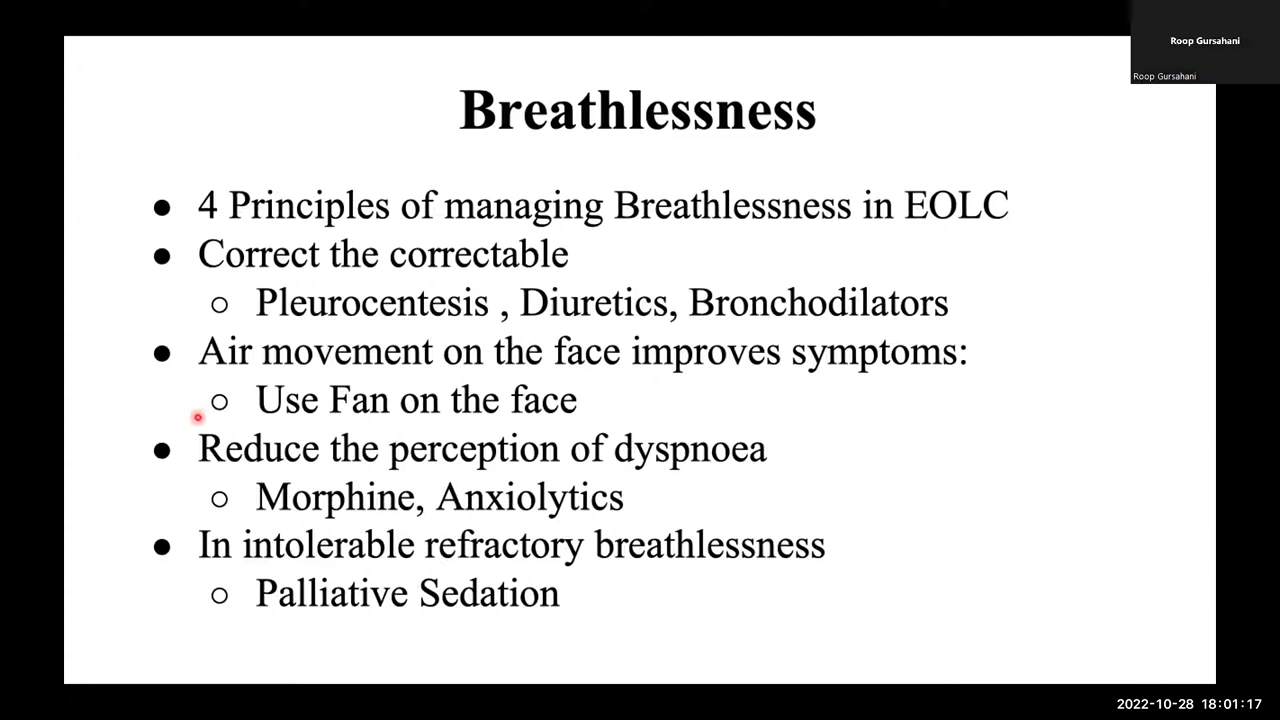 Roop Gursahani
Roop Gursahani
Breathlessness
● 4 Principles of managing Breathlessness in EOLC
● Correct the correctable
○ Pleurocentesis , Diuretics, Bronchodilators
● Air movement on the face improves symptoms:
○ Use Fan on the face
● Reduce the perception of dyspnoea
○ Morphine, Anxiolytics
● In intolerable refractory breathlessness
○ Palliative Sedation
2022-10-28 18:01:17